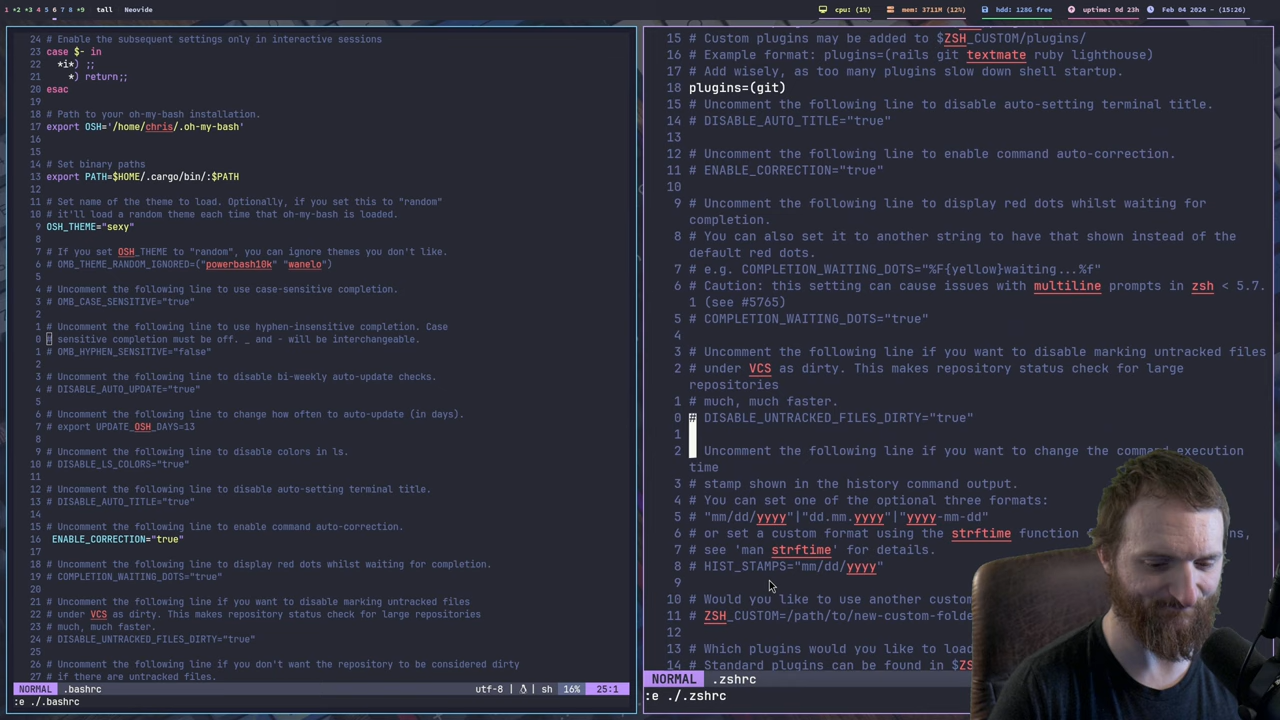 1 +2 +3 4 5 6 7 8 +9 tall Neovide
cpu: (1%) mem: 3711M (12%) hdd: 128G free uptime: 0d 23h Feb 04 2024 - (15:26)
24 # Enable the subsequent settings only in interactive sessions
23 case $- in
22 *i*) ;;
21 *) return;;
20 esac
19
18 # Path to your oh-my-bash installation.
17 export OSH='/home/chris/.oh-my-bash'
16
15
14 # Set binary paths
13 export PATH=$HOME/.cargo/bin/:$PATH
12
11 # Set name of the theme to load. Optionally, if you set this to "random"
10 # it'll load a random theme each time that oh-my-bash is loaded.
9 OSH_THEME="sexy"
8
7 # If you set OSH_THEME to "random", you can ignore themes you don't like.
6 # OMB_THEME_RANDOM_IGNORED=("powerbash10k" "wanelo")
5
4 # Uncomment the following line to use case-sensitive completion.
3 # OMB_CASE_SENSITIVE="true"
2
1 # Uncomment the following line to use hyphen-insensitive completion. Case
0 # sensitive completion must be off. _ and - will be interchangeable.
1 # OMB_HYPHEN_SENSITIVE="false"
2
3 # Uncomment the following line to disable bi-weekly auto-update checks.
4 # DISABLE_AUTO_UPDATE="true"
5
6 # Uncomment the following line to change how often to auto-update (in days).
7 # export UPDATE_OSH_DAYS=13
8
9 # Uncomment the following line to disable colors in ls.
10 # DISABLE_LS_COLORS="true"
11
12 # Uncomment the following line to disable auto-setting terminal title.
13 # DISABLE_AUTO_TITLE="true"
14
15 # Uncomment the following line to enable command auto-correction.
16 ENABLE_CORRECTION="true"
17
18 # Uncomment the following line to display red dots whilst waiting for completion.
19 # COMPLETION_WAITING_DOTS="true"
20
21 # Uncomment the following line if you want to disable marking untracked files
22 # under VCS as dirty. This makes repository status check for large repositories
23 # much, much faster.
24 # DISABLE_UNTRACKED_FILES_DIRTY="true"
25
26 # Uncomment the following line if you don't want the repository to be considered dirty
27 # if there are untracked files.
NORMAL .bashrc utf-8 | sh 16% 25:1
:e ./.bashrc
15 # Custom plugins may be added to $ZSH_CUSTOM/plugins/
16 # Example format: plugins=(rails git textmate ruby lighthouse)
17 # Add wisely, as too many plugins slow down shell startup.
18 plugins=(git)
15 # Uncomment the following line to disable auto-setting terminal title.
14 # DISABLE_AUTO_TITLE="true"
13
12 # Uncomment the following line to enable command auto-correction.
11 # ENABLE_CORRECTION="true"
10
9 # Uncomment the following line to display red dots whilst waiting for
completion.
8 # You can also set it to another string to have that shown instead of the
default red dots.
7 # e.g. COMPLETION_WAITING_DOTS="%F{yellow}waiting...%f"
6 # Caution: this setting can cause issues with multiline prompts in zsh < 5.7.
1 (see #5765)
5 # COMPLETION_WAITING_DOTS="true"
4
3 # Uncomment the following line if you want to disable marking untracked files
2 # under VCS as dirty. This makes repository status check for large
repositories
1 # much, much faster.
0 # DISABLE_UNTRACKED_FILES_DIRTY="true"
1
2 Uncomment the following line if you want to change the command execution
time
3 # stamp shown in the history command output.
4 # You can set one of the optional three formats:
5 # "mm/dd/yyyy"|"dd.mm.yyyy"|"yyyy-mm-dd"
6 # or set a custom format using the strftime function
7 # see 'man strftime' for details.
8 # HIST_STAMPS="mm/dd/yyyy"
9
10 # Would you like to use another custom
11 # ZSH_CUSTOM=/path/to/new-custom-folde
12
13 # Which plugins would you like to load
14 # Standard plugins can be found in $ZS
NORMAL .zshrc
:e ./.zshrc